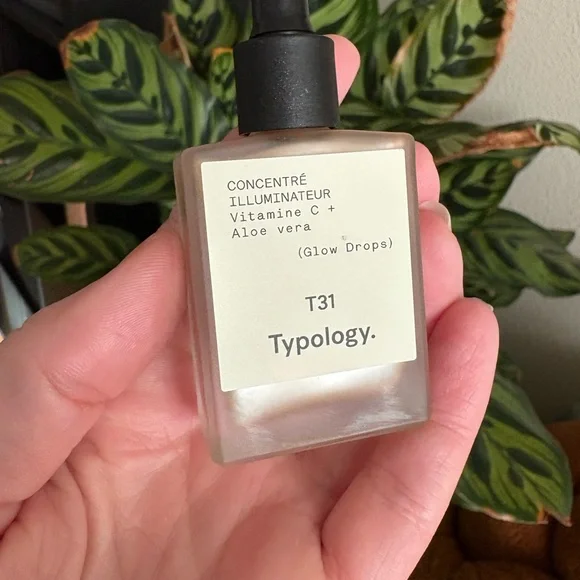 CONCENTRÉ
ILLUMINATEUR
Vitamine C +
Aloe vera
(Glow Drops)
T31
Typology.